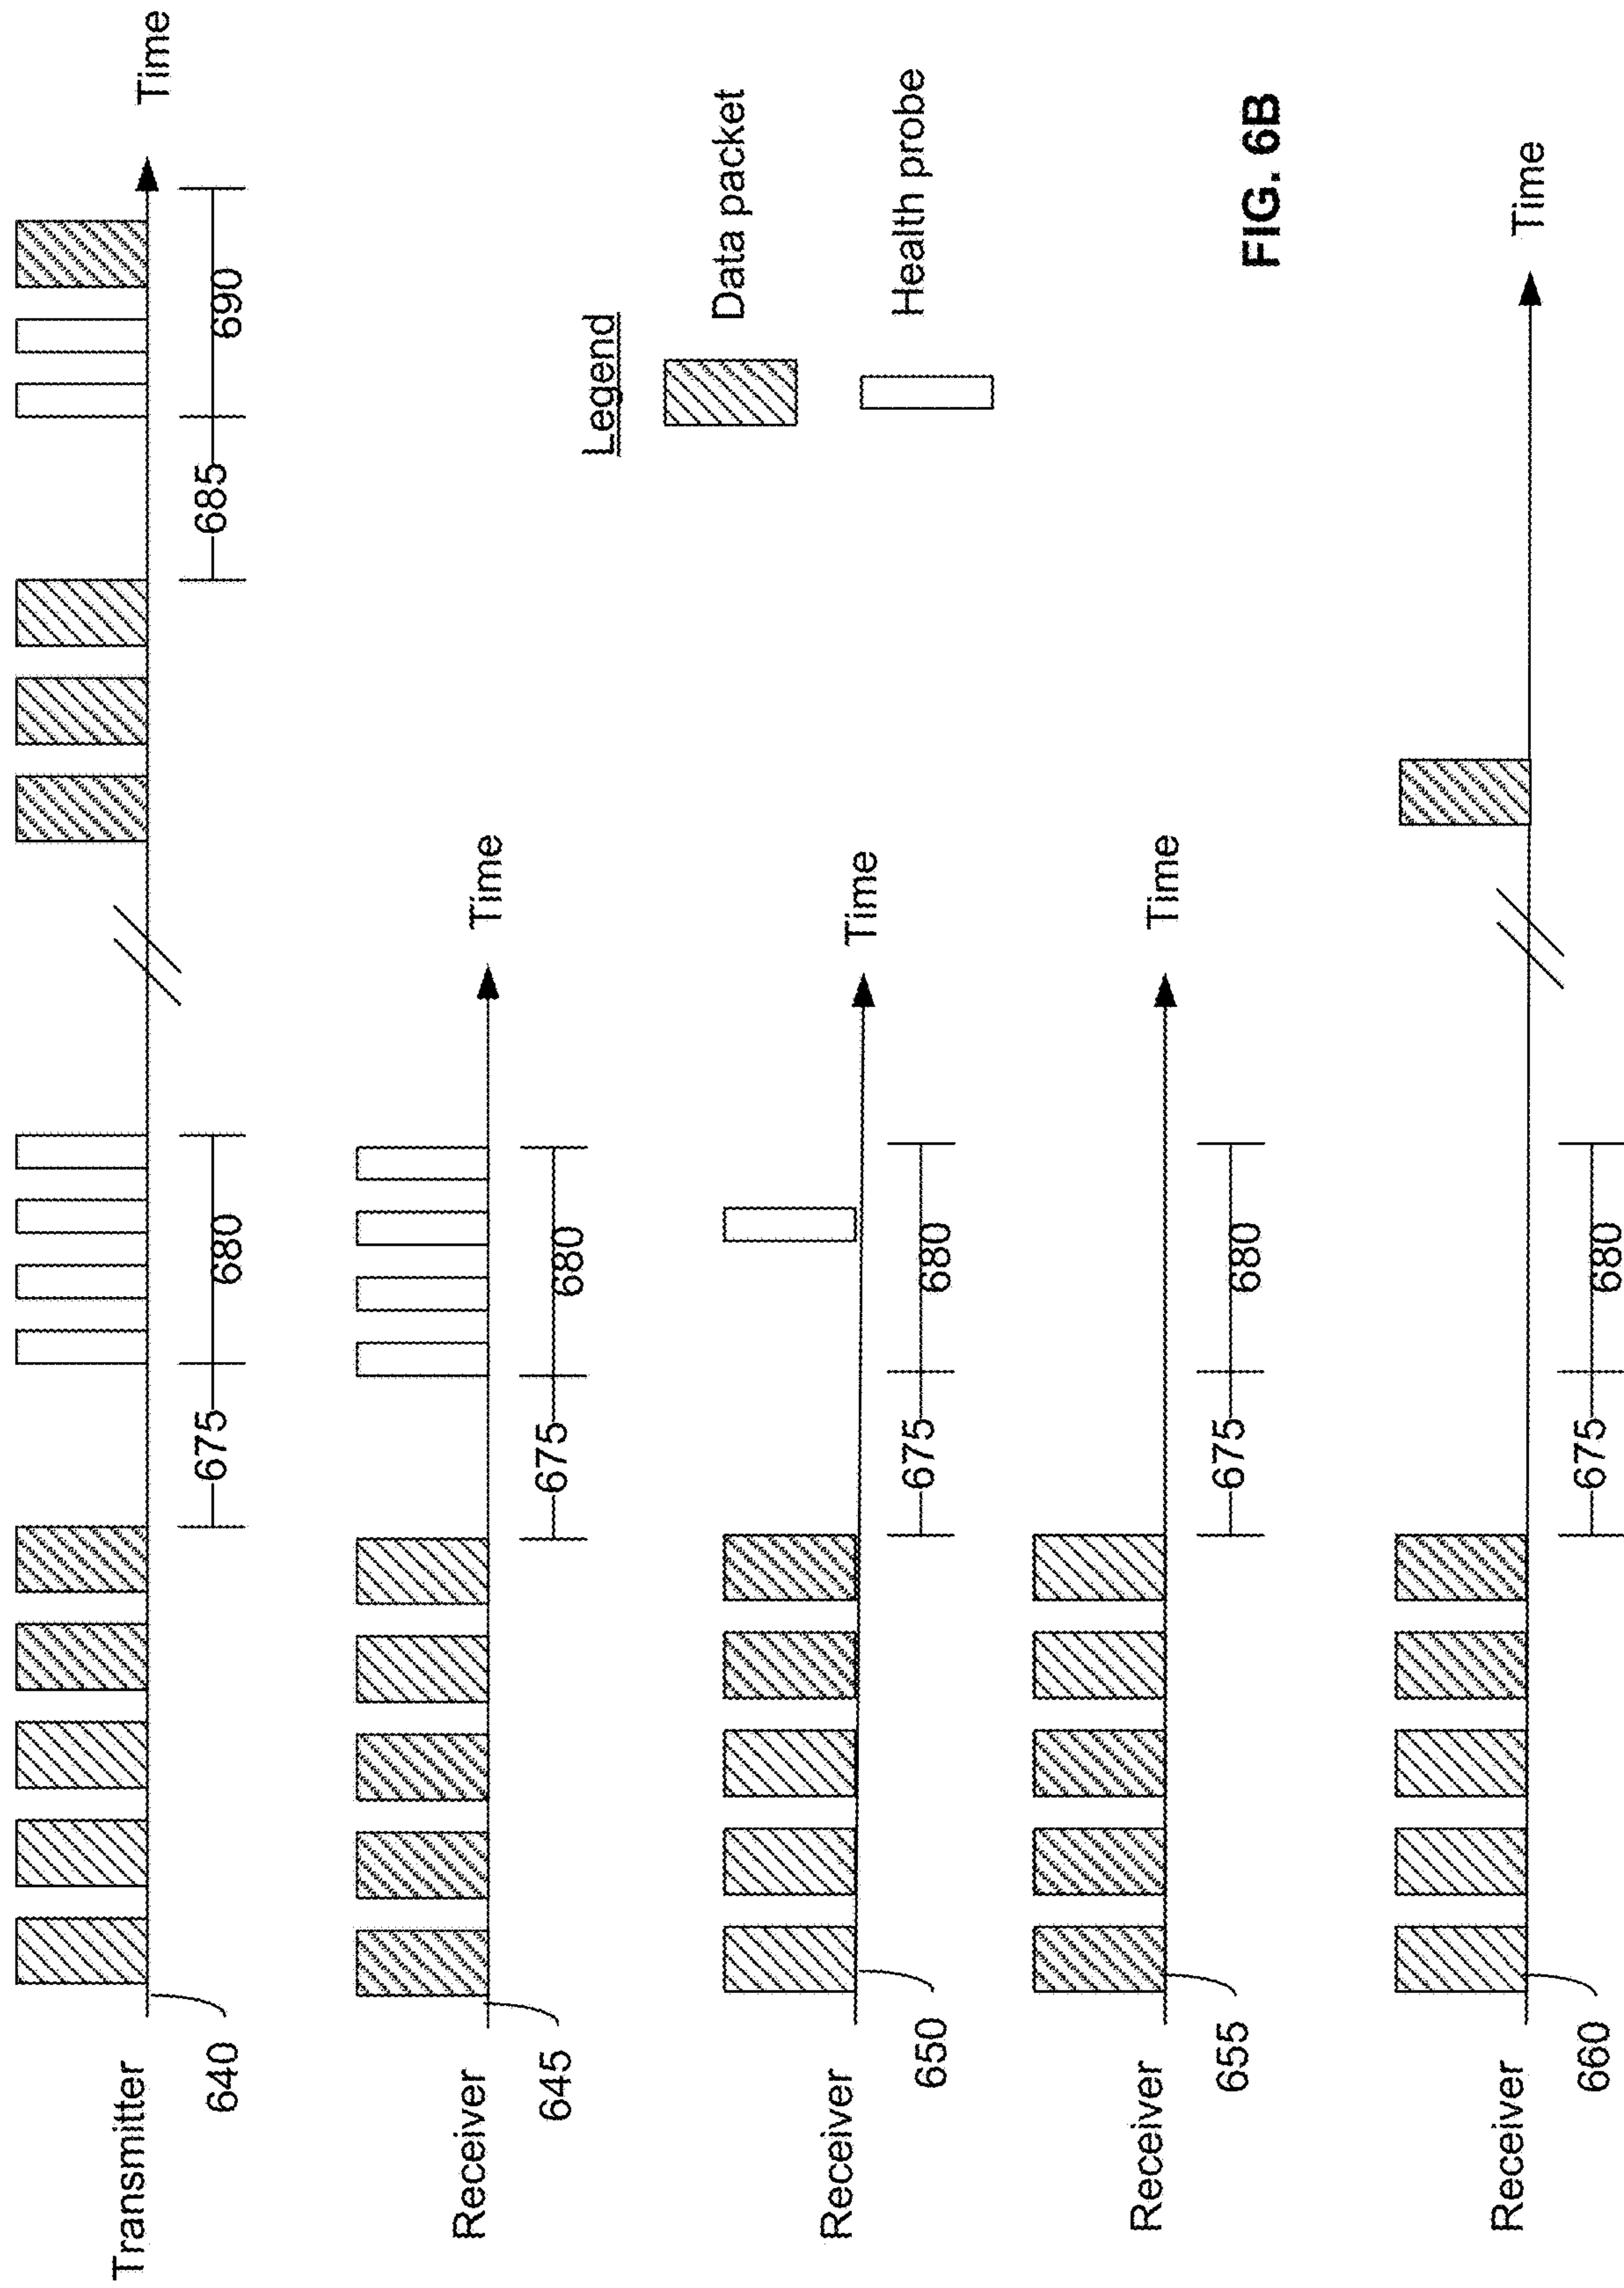 Transmitter
Time
640
675
680
685
690
Receiver
Time
645
675
680
Legend
Data packet
Health probe
Receiver
Time
650
675
680
Receiver
Time
655
675
680
FIG. 6B
Receiver
Time
660
675
680